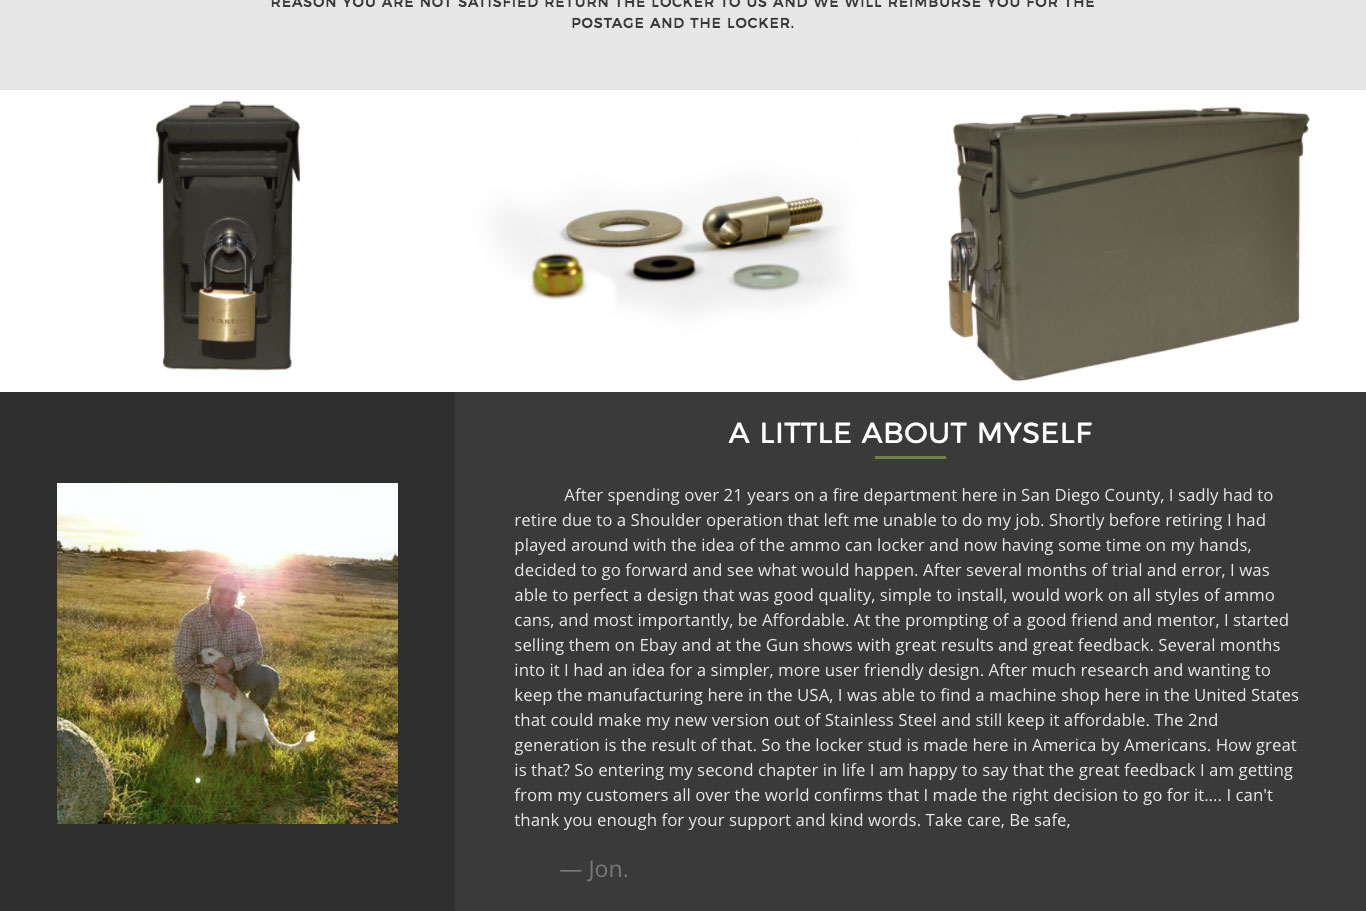 REASON YOU ARE NOT SATISFIED RETURN THE LOCKER TO US AND WE WILL REIMBURSE YOU FOR THE
POSTAGE AND THE LOCKER.
A LITTLE ABOUT MYSELF
After spending over 21 years on a fire department here in San Diego County, I sadly had to
retire due to a Shoulder operation that left me unable to do my job. Shortly before retiring I had
played around with the idea of the ammo can locker and now having some time on my hands,
decided to go forward and see what would happen. After several months of trial and error, I was
able to perfect a design that was good quality, simple to install, would work on all styles of ammo
cans, and most importantly, be Affordable. At the prompting of a good friend and mentor, I started
selling them on Ebay and at the Gun shows with great results and great feedback. Several months
into it I had an idea for a simpler, more user friendly design. After much research and wanting to
keep the manufacturing here in the USA, I was able to find a machine shop here in the United States
that could make my new version out of Stainless Steel and still keep it affordable. The 2nd
generation is the result of that. So the locker stud is made here in America by Americans. How great
is that? So entering my second chapter in life I am happy to say that the great feedback I am getting
from my customers all over the world confirms that I made the right decision to go for it.... I can't
thank you enough for your support and kind words. Take care, Be safe,
— Jon.